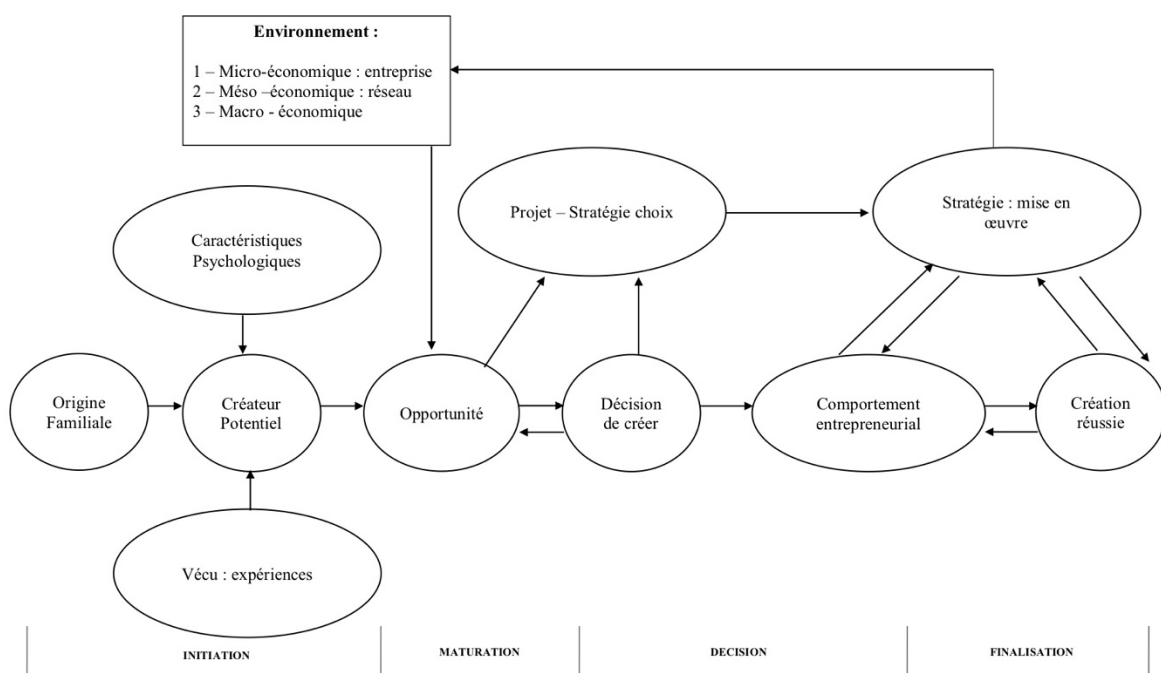 Environnement :
1 – Micro-économique : entreprise
2 – Méso –économique : réseau
3 – Macro - économique
Projet – Stratégie choix
Stratégie : mise en
œuvre
Caractéristiques
Psychologiques
Origine
Familiale
Créateur
Potentiel
Opportunité
Décision
de créer
Comportement
entrepreneurial
Création
réussie
Vécu : expériences
INITIATION
MATURATION
DECISION
FINALISATION